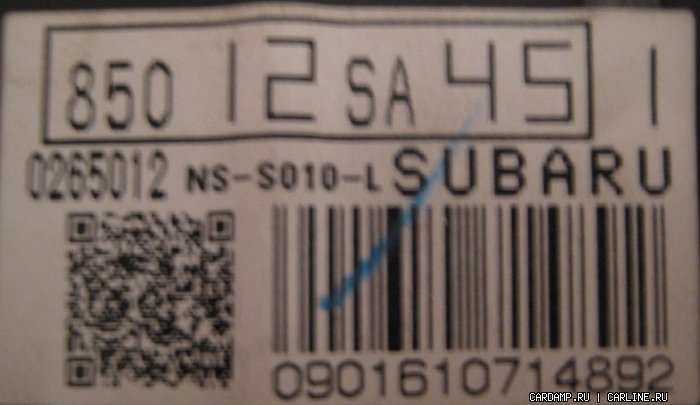 850 12 SA 45 1
0265012 NS-S010-L SUBARU
0901610714892
CARDAMP.RU | CARLINE.RU